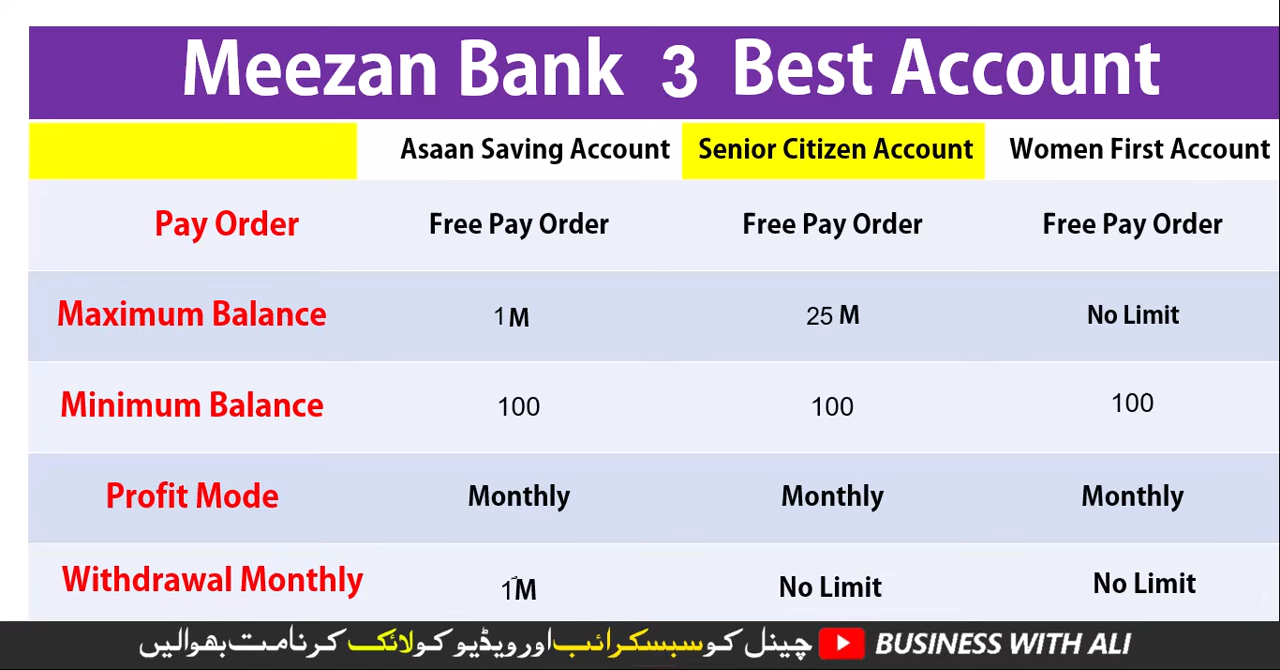 Meezan Bank 3 Best Account
Asaan Saving Account Senior Citizen Account Women First Account
Pay Order Free Pay Order Free Pay Order Free Pay Order
Maximum Balance 1 M 25 M No Limit
Minimum Balance 100 100 100
Profit Mode Monthly Monthly Monthly
Withdrawal Monthly 1M No Limit No Limit
چینل کو سبسکرائب اور ویڈیو کو لائک کرنا مت بھوالیں BUSINESS WITH ALI